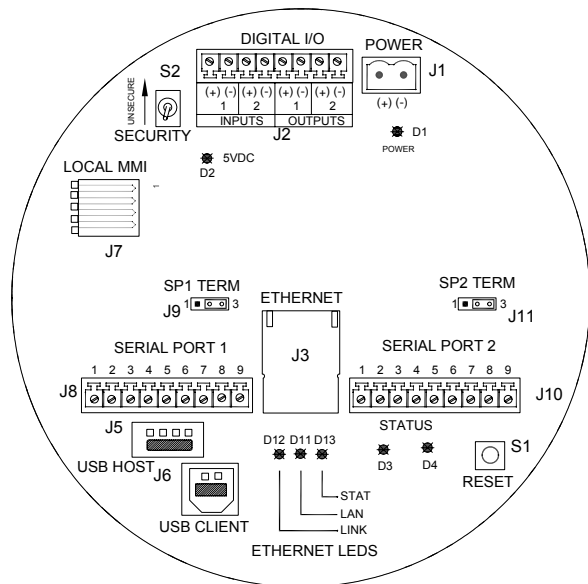 DIGITAL I/O
POWER
S2
J1
UNSECURE
(+) (-) (+) (-) (+) (-) (+) (-)
1 2 1 2
INPUTS OUTPUTS
J2
(+) (-)
SECURITY
D1
POWER
5VDC
D2
LOCAL MMI
1
J7
SP1 TERM
1 3
J9
ETHERNET
J3
SP2 TERM
1 3
J11
SERIAL PORT 1
1 2 3 4 5 6 7 8 9
J8
SERIAL PORT 2
1 2 3 4 5 6 7 8 9
J10
J5
USB HOST
J6
USB CLIENT
D12 D11 D13
STAT
LAN
LINK
ETHERNET LEDS
STATUS
D3 D4
S1
RESET